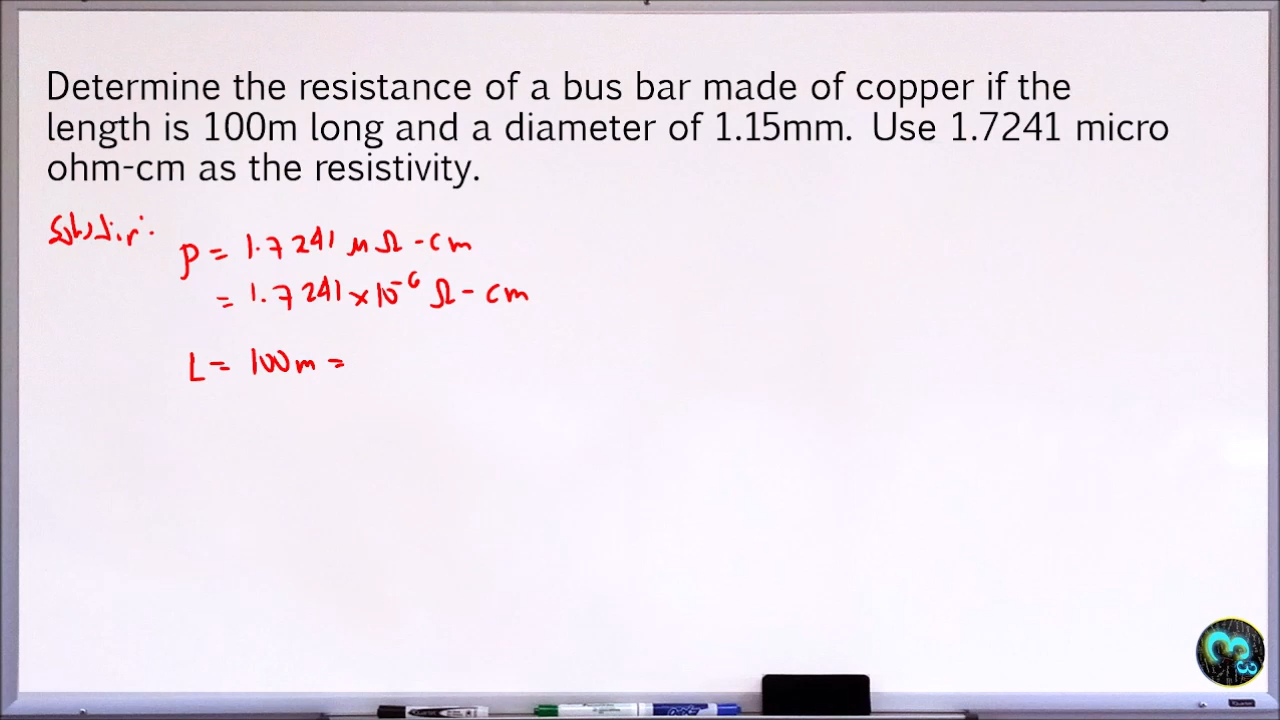 Determine the resistance of a bus bar made of copper if the
length is 100m long and a diameter of 1.15mm. Use 1.7241 micro
ohm-cm as the resistivity.
Solution:
ρ = 1.7241 μΩ-cm
= 1.7241 x 10⁻⁶ Ω-cm
L = 100m =